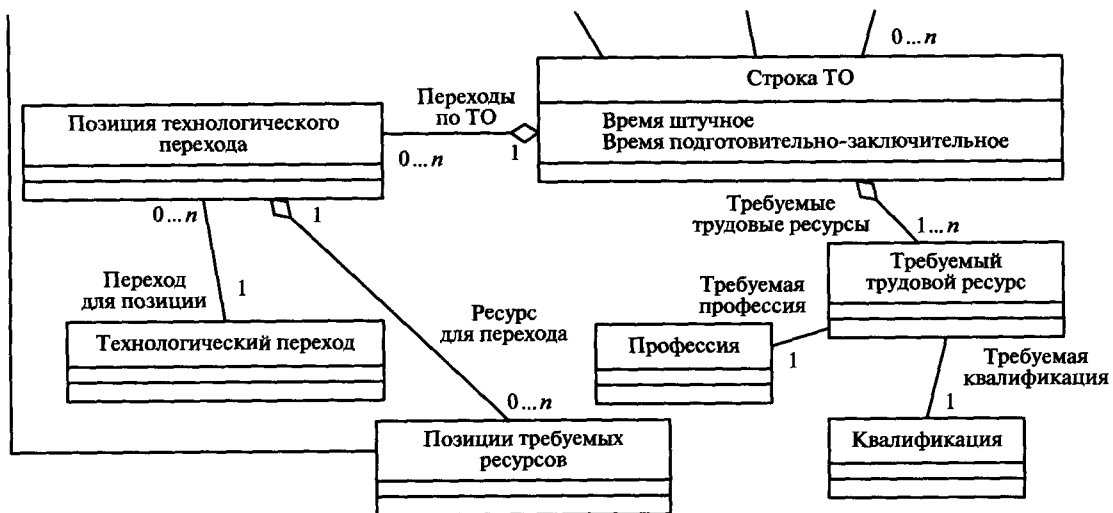 0...n
Строка ТО
Время штучное
Время подготовительно-заключительное
Переходы
по ТО
Позиция технологического
перехода
0...n
1
Требуемые
трудовые ресурсы
1...n
0...n
1
Требуемый
трудовой ресурс
Переход
для позиции
1
Требуемая
профессия
Ресурс
для перехода
Технологический переход
Профессия
1
Требуемая
квалификация
0...n
1
Позиции требуемых
ресурсов
Квалификация